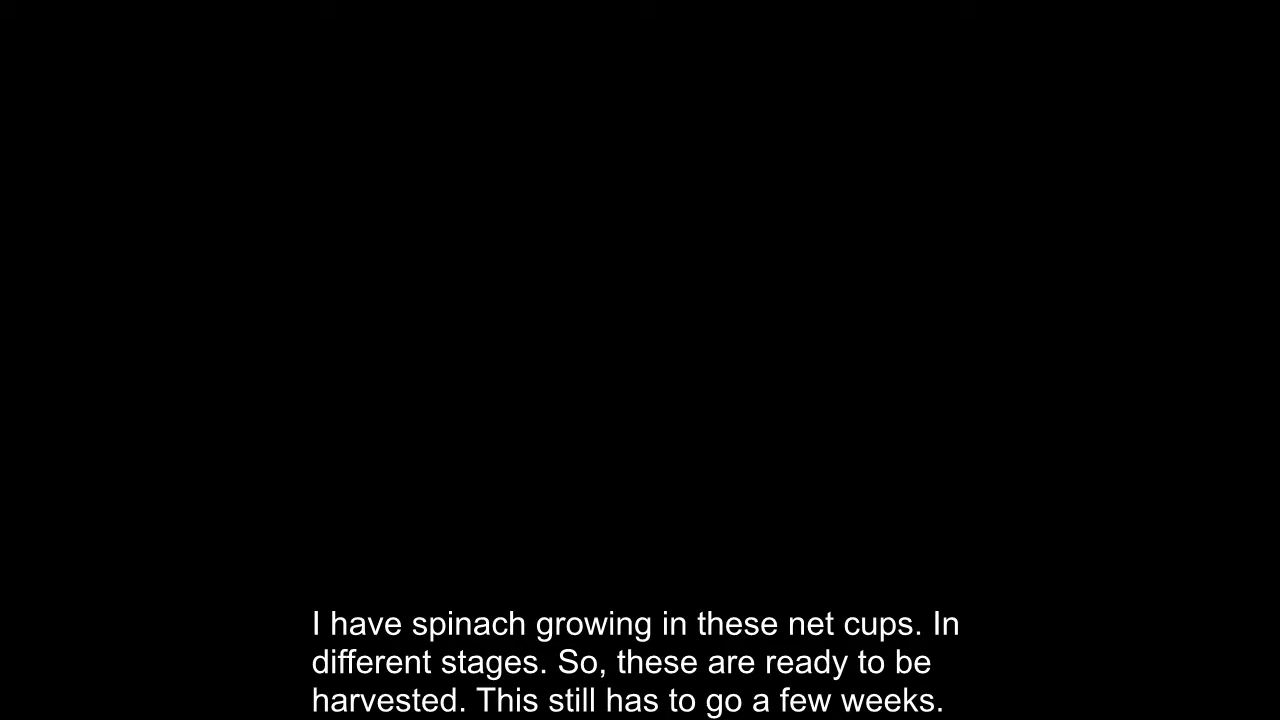 I have spinach growing in these net cups. In
different stages. So, these are ready to be
harvested. This still has to go a few weeks.